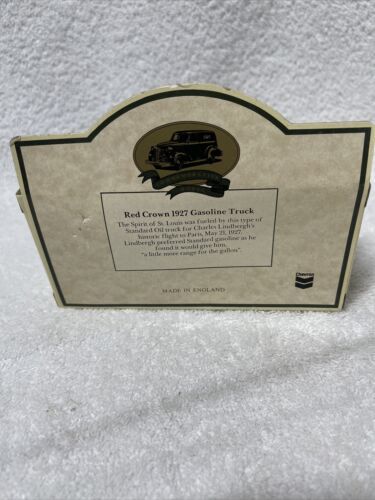 Red Crown 1927 Gasoline Truck
The Spirit of St. Louis was fueled by this type of
Standard Oil truck for Charles Lindbergh's
historic flight to Paris, May 21, 1927.
Lindbergh preferred Standard gasoline as he
found it would give him,
"a little more range for the gallon".
Chevron
MADE IN ENGLAND